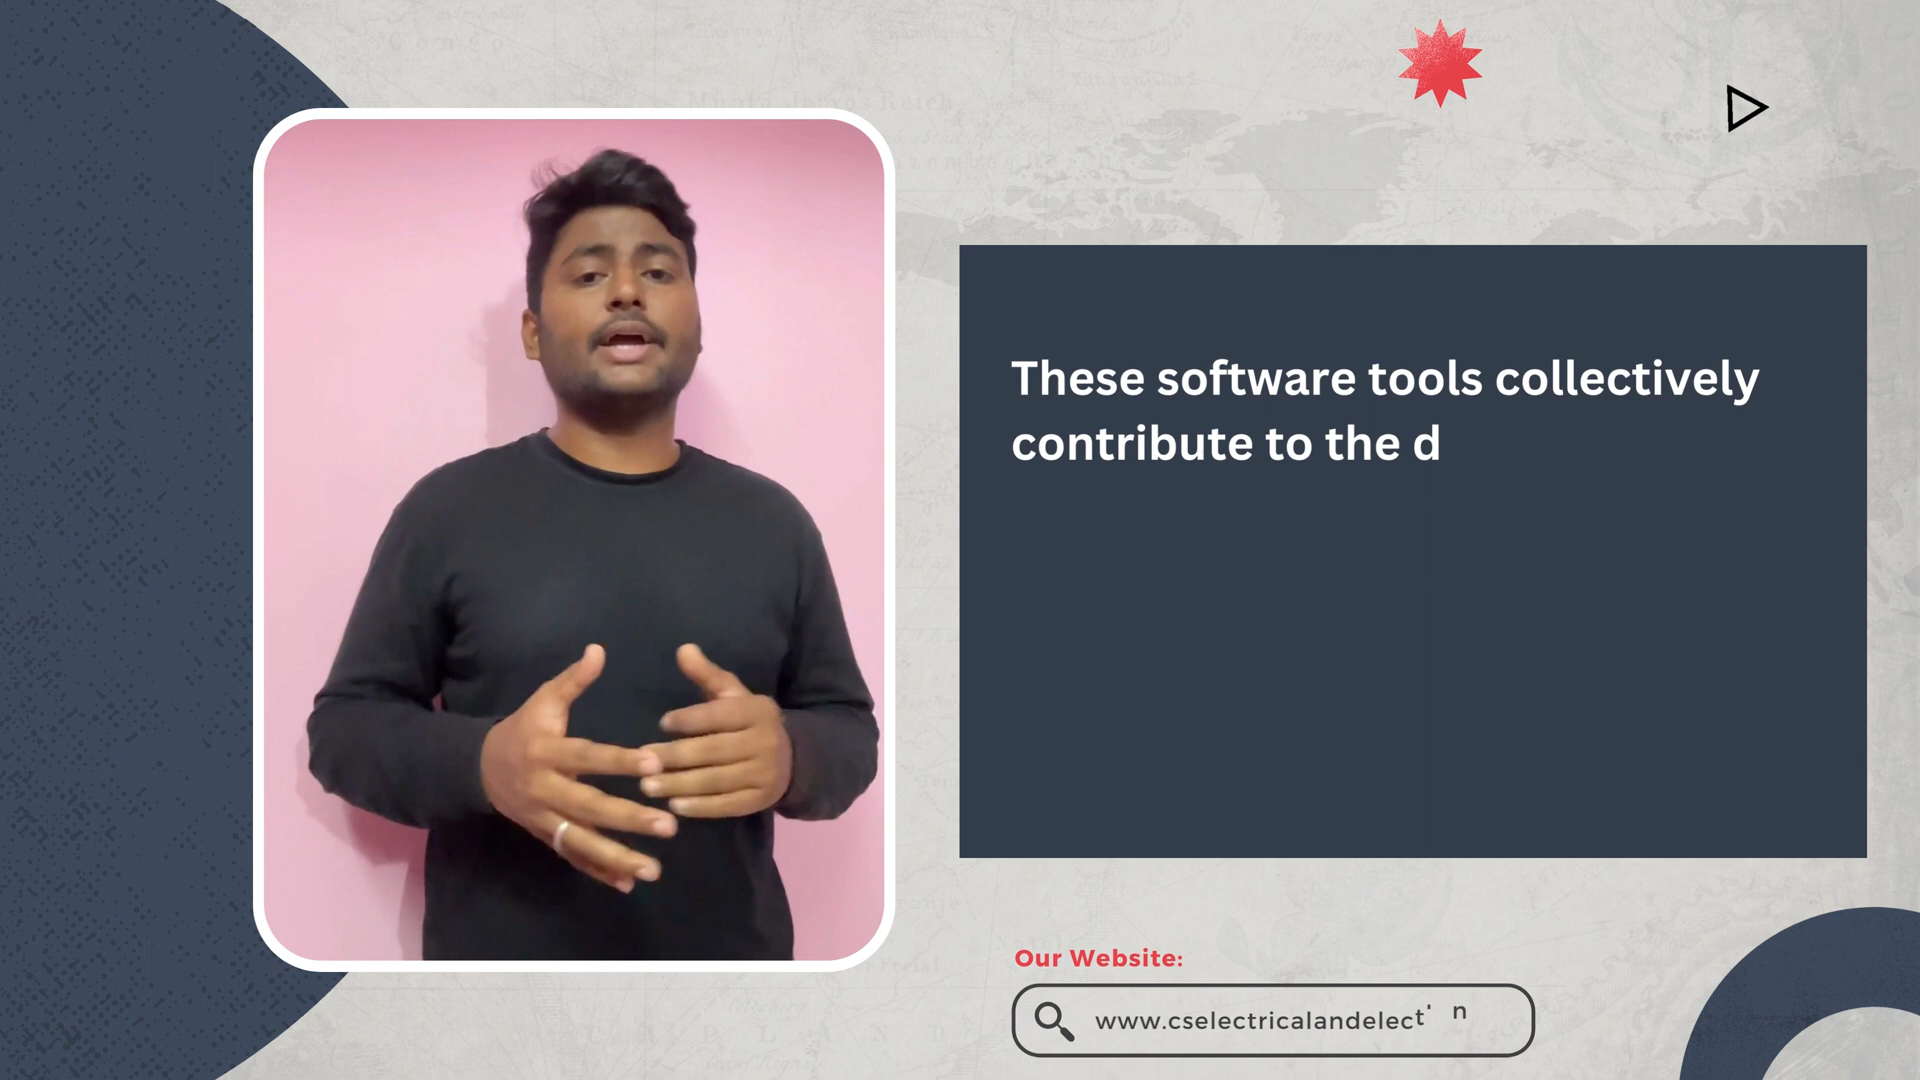 These software tools collectively
contribute to the d
Our Website:
www.cselectricalandelect